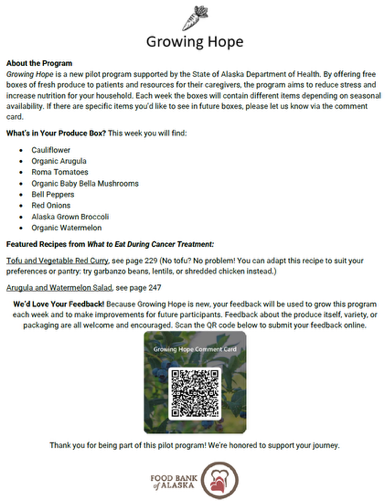 Growing Hope
About the Program
Growing Hope is a new pilot program supported by the State of Alaska Department of Health. By offering free
boxes of fresh produce to patients and resources for their caregivers, the program aims to reduce stress and
increase nutrition for your household. Each week the boxes will contain different items depending on seasonal
availability. If there are specific items you'd like to see in future boxes, please let us know via the comment
card.
What's in Your Produce Box? This week you will find:
• Cauliflower
• Organic Arugula
• Roma Tomatoes
• Organic Baby Bella Mushrooms
• Bell Peppers
• Red Onions
• Alaska Grown Broccoli
• Organic Watermelon
Featured Recipes from What to Eat During Cancer Treatment:
Tofu and Vegetable Red Curry, see page 229 (No tofu? No problem! You can adapt this recipe to suit your
preferences or pantry: try garbanzo beans, lentils, or shredded chicken instead.)
Arugula and Watermelon Salad, see page 247
We'd Love Your Feedback! Because Growing Hope is new, your feedback will be used to grow this program
each week and to make improvements for future participants. Feedback about the produce itself, variety, or
packaging are all welcome and encouraged. Scan the QR code below to submit your feedback online.
Growing Hope Comment Card
Thank you for being part of this pilot program! We're honored to support your journey.
FOOD BANK
of ALASKA